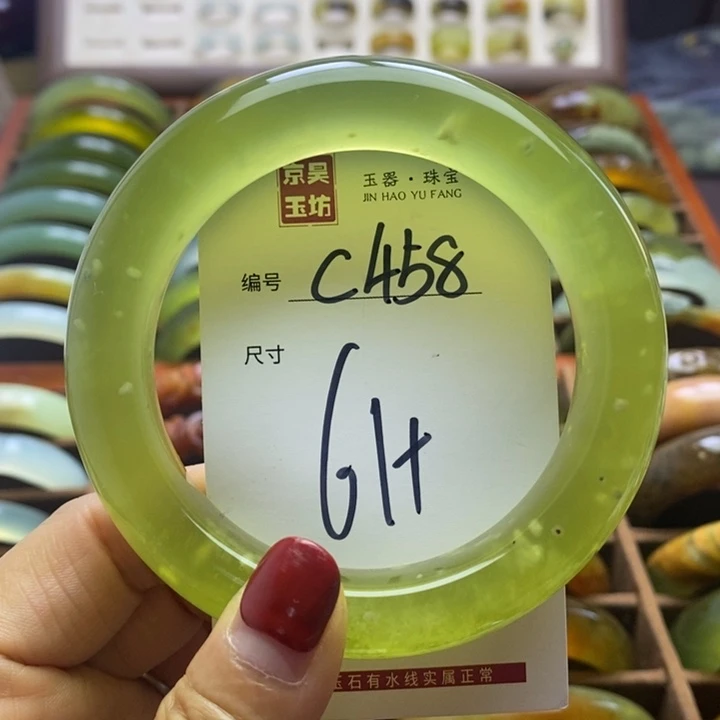 京昊
玉坊
玉器·珠宝
JIN HAO YU FANG
编号 C458
尺寸
61+
玉石有水线实属正常